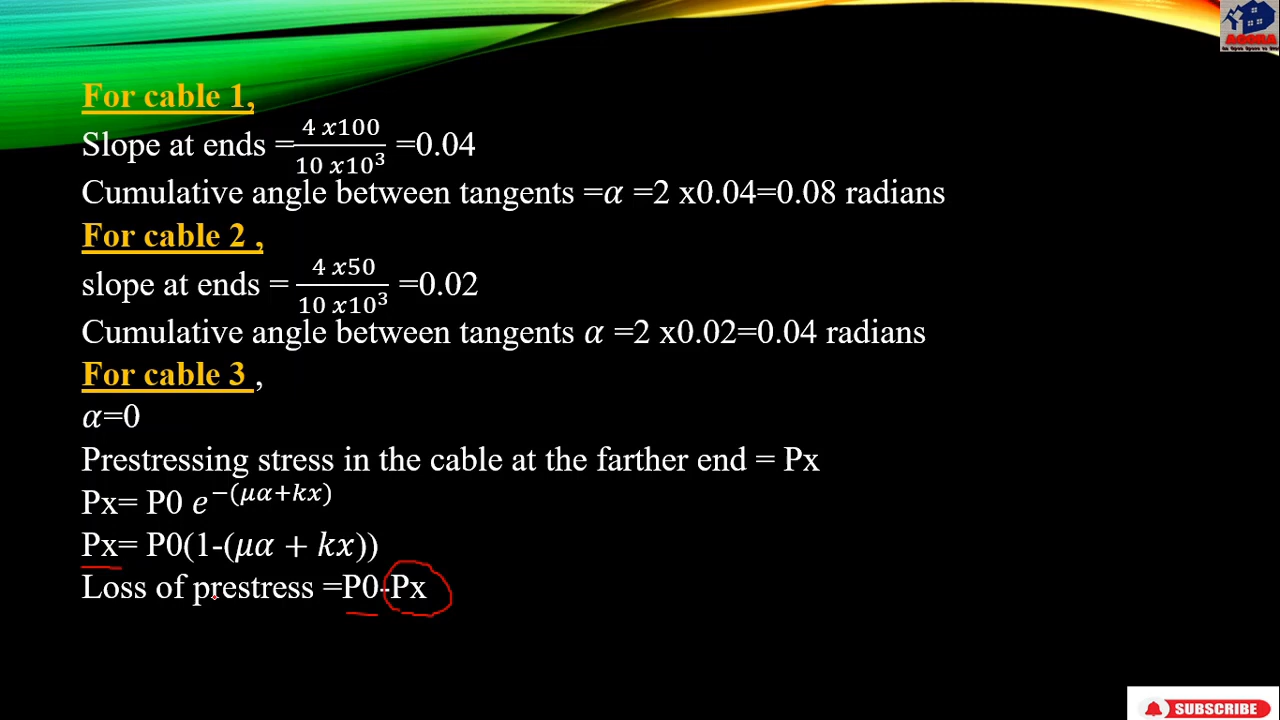 AGORA
For cable 1,
Slope at ends = 4 x100 / 10 x10³ =0.04
Cumulative angle between tangents =α =2 x0.04=0.08 radians
For cable 2 ,
slope at ends = 4 x50 / 10 x10³ =0.02
Cumulative angle between tangents α =2 x0.02=0.04 radians
For cable 3 ,
α=0
Prestressing stress in the cable at the farther end = Px
Px= P0 e^−(μα+kx)
Px= P0(1-(μα + kx))
Loss of prestress =P0-Px
SUBSCRIBE